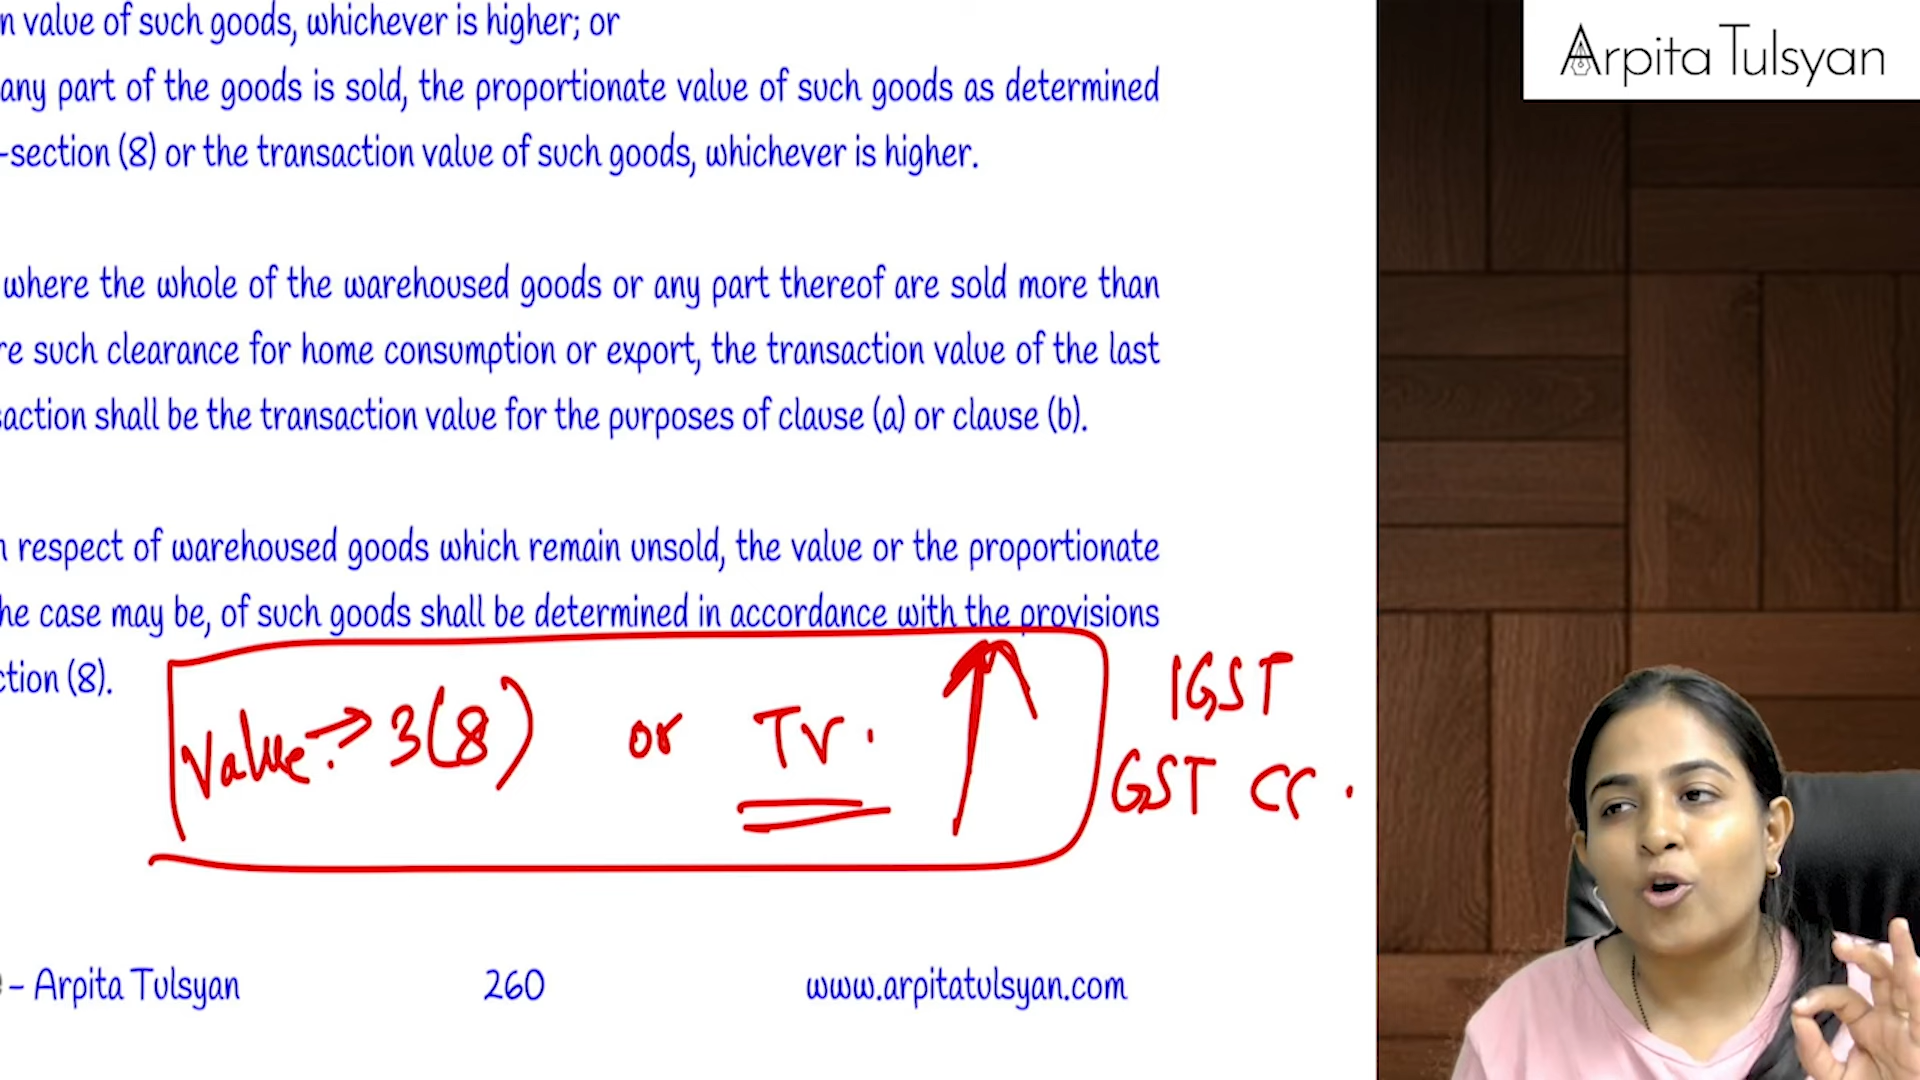 n value of such goods, whichever is higher; or
any part of the goods is sold, the proportionate value of such goods as determined
-section (8) or the transaction value of such goods, whichever is higher.
where the whole of the warehoused goods or any part thereof are sold more than
re such clearance for home consumption or export, the transaction value of the last
saction shall be the transaction value for the purposes of clause (a) or clause (b).
n respect of warehoused goods which remain unsold, the value or the proportionate
he case may be, of such goods shall be determined in accordance with the provisions
ction (8).
Value → 3(8) or Tv.
IGST
GST CC.
– Arpita Tulsyan 260 www.arpitatulsyan.com
Arpita Tulsyan